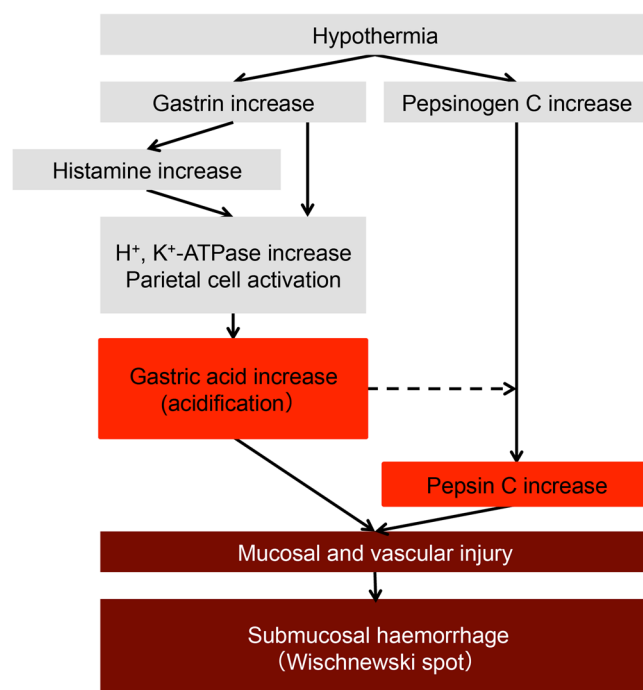 Hypothermia
Gastrin increase
Pepsinogen C increase
Histamine increase
H⁺, K⁺-ATPase increase
Parietal cell activation
Gastric acid increase
(acidification）
Pepsin C increase
Mucosal and vascular injury
Submucosal haemorrhage
（Wischnewski spot）